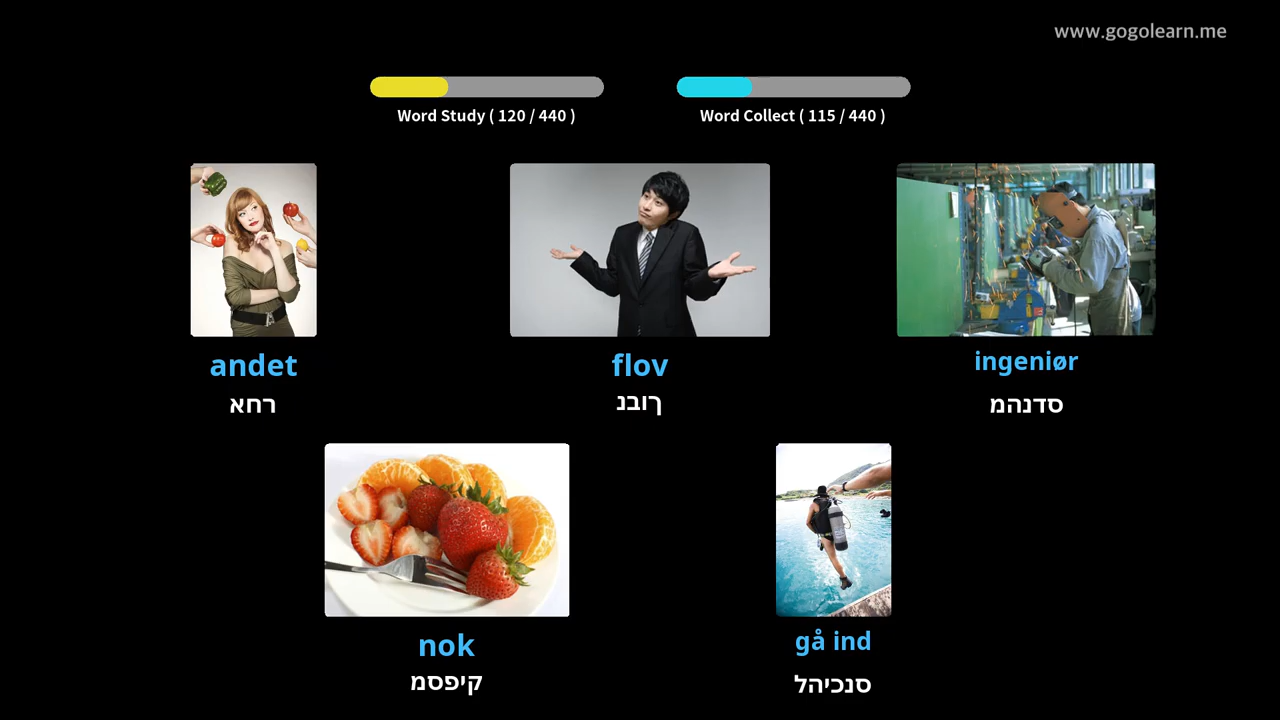 www.gogolearn.me
Word Study ( 120 / 440 )
Word Collect ( 115 / 440 )
andet
רחא
flov
ךובנ
ingeniør
סדנהמ
nok
קיפסמ
gå ind
סנכיהל